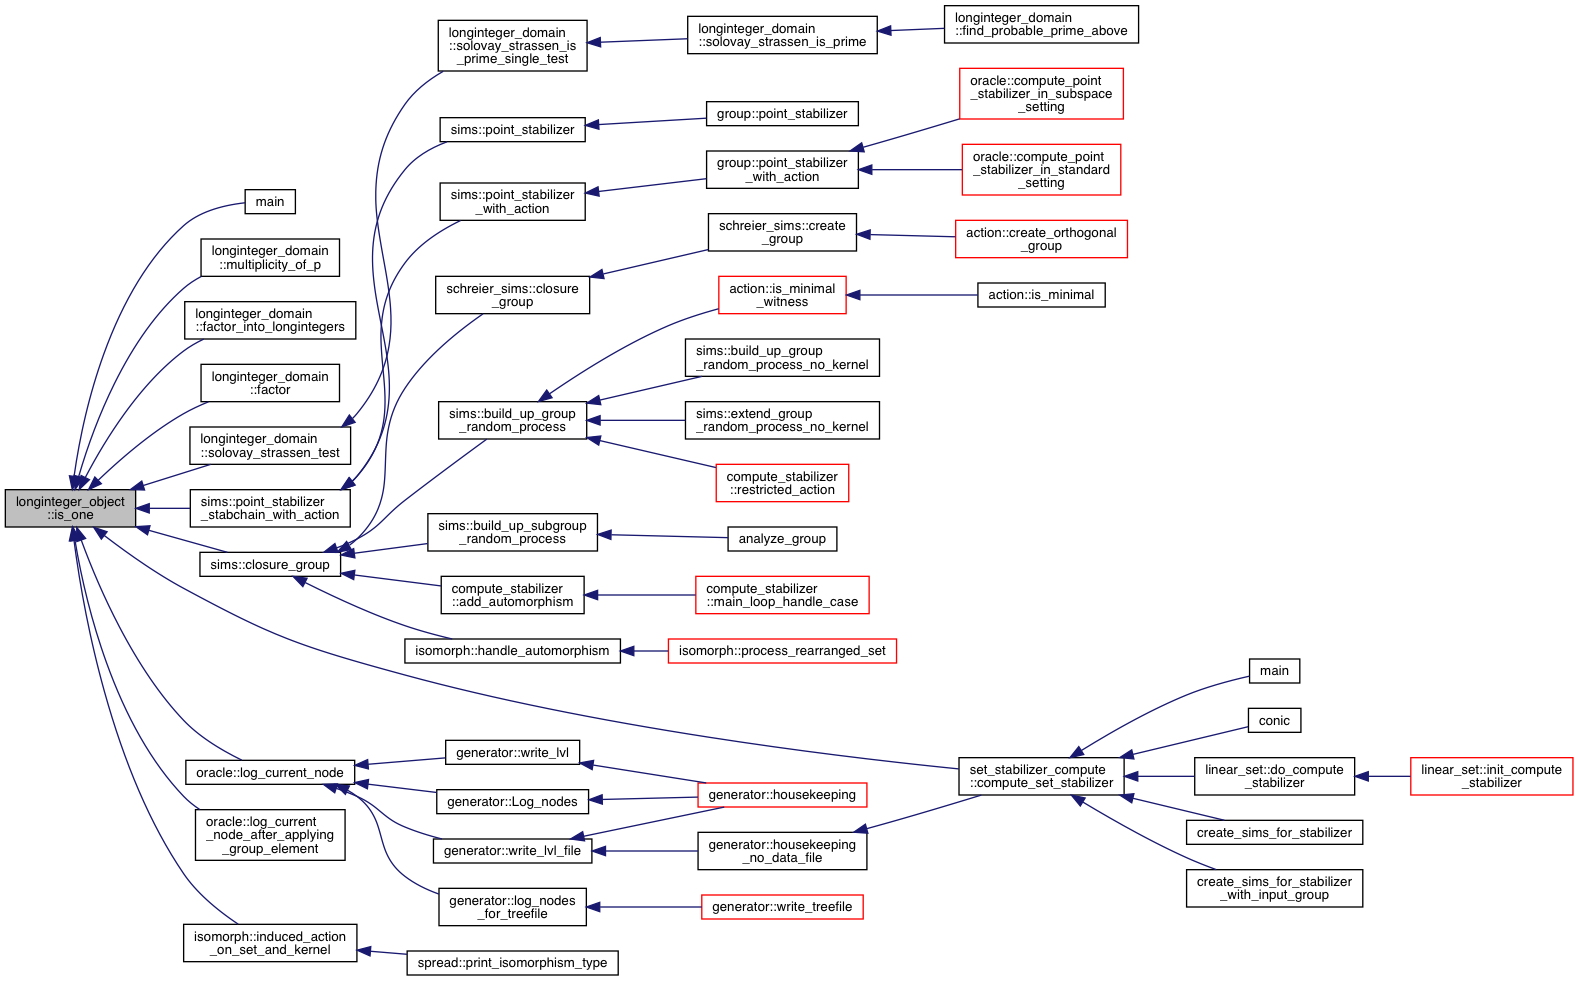 longinteger_object
::is_one
main
longinteger_domain
::multiplicity_of_p
longinteger_domain
::factor_into_longintegers
longinteger_domain
::factor
longinteger_domain
::solovay_strassen_test
sims::point_stabilizer
_stabchain_with_action
sims::closure_group
oracle::log_current_node
oracle::log_current
_node_after_applying
_group_element
isomorph::induced_action
_on_set_and_kernel
longinteger_domain
::solovay_strassen_is
_prime_single_test
sims::point_stabilizer
sims::point_stabilizer
_with_action
schreier_sims::closure
_group
sims::build_up_group
_random_process
sims::build_up_subgroup
_random_process
compute_stabilizer
::add_automorphism
isomorph::handle_automorphism
generator::write_lvl
generator::Log_nodes
generator::write_lvl_file
generator::log_nodes
_for_treefile
spread::print_isomorphism_type
longinteger_domain
::solovay_strassen_is_prime
group::point_stabilizer
group::point_stabilizer
_with_action
schreier_sims::create
_group
action::is_minimal
_witness
sims::build_up_group
_random_process_no_kernel
sims::extend_group
_random_process_no_kernel
compute_stabilizer
::restricted_action
analyze_group
compute_stabilizer
::main_loop_handle_case
isomorph::process_rearranged_set
generator::housekeeping
generator::housekeeping
_no_data_file
generator::write_treefile
longinteger_domain
::find_probable_prime_above
oracle::compute_point
_stabilizer_in_subspace
_setting
oracle::compute_point
_stabilizer_in_standard
_setting
action::create_orthogonal
_group
action::is_minimal
set_stabilizer_compute
::compute_set_stabilizer
main
conic
linear_set::do_compute
_stabilizer
create_sims_for_stabilizer
create_sims_for_stabilizer
_with_input_group
linear_set::init_compute
_stabilizer